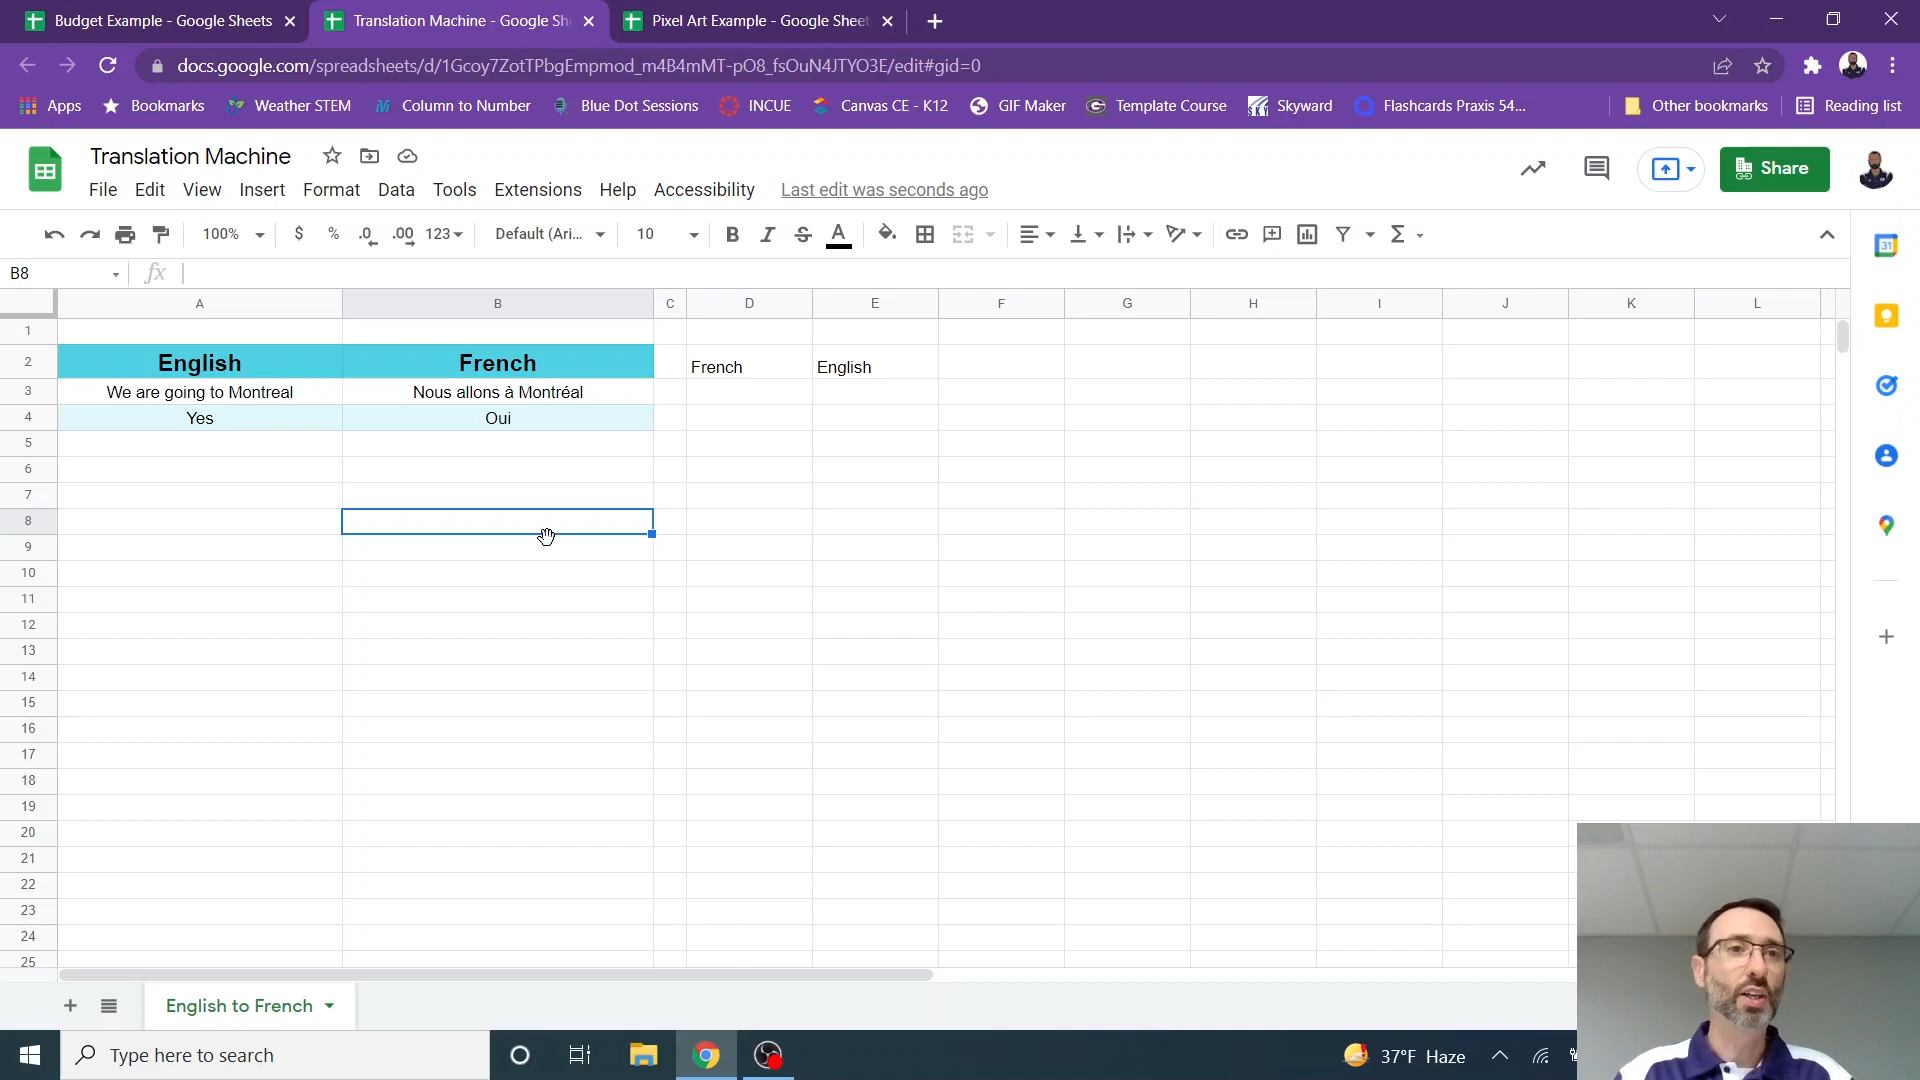 Budget Example - Google Sheets
Translation Machine - Google Sh
Pixel Art Example - Google Sheet
docs.google.com/spreadsheets/d/1Gcoy7ZotTPbgEmpmod_m4B4mMT-pO8_fsOuN4JTYO3E/edit#gid=0
Apps Bookmarks Weather STEM Column to Number Blue Dot Sessions INCUE Canvas CE - K12 GIF Maker Template Course Skyward Flashcards Praxis 54... Other bookmarks Reading list
Translation Machine
Share
File Edit View Insert Format Data Tools Extensions Help Accessibility Last edit was seconds ago
100% $ % .0 .00 123 Default (Ari... 10 B I S A Σ
31
B8 fx
A B C D E F G H I J K L
1
2 English French French English
3 We are going to Montreal Nous allons à Montréal
4 Yes Oui
5
6
7
8
9
10
11
12
13
14
15
16
17
18
19
20
21
22
23
24
25
English to French
Type here to search
37°F Haze